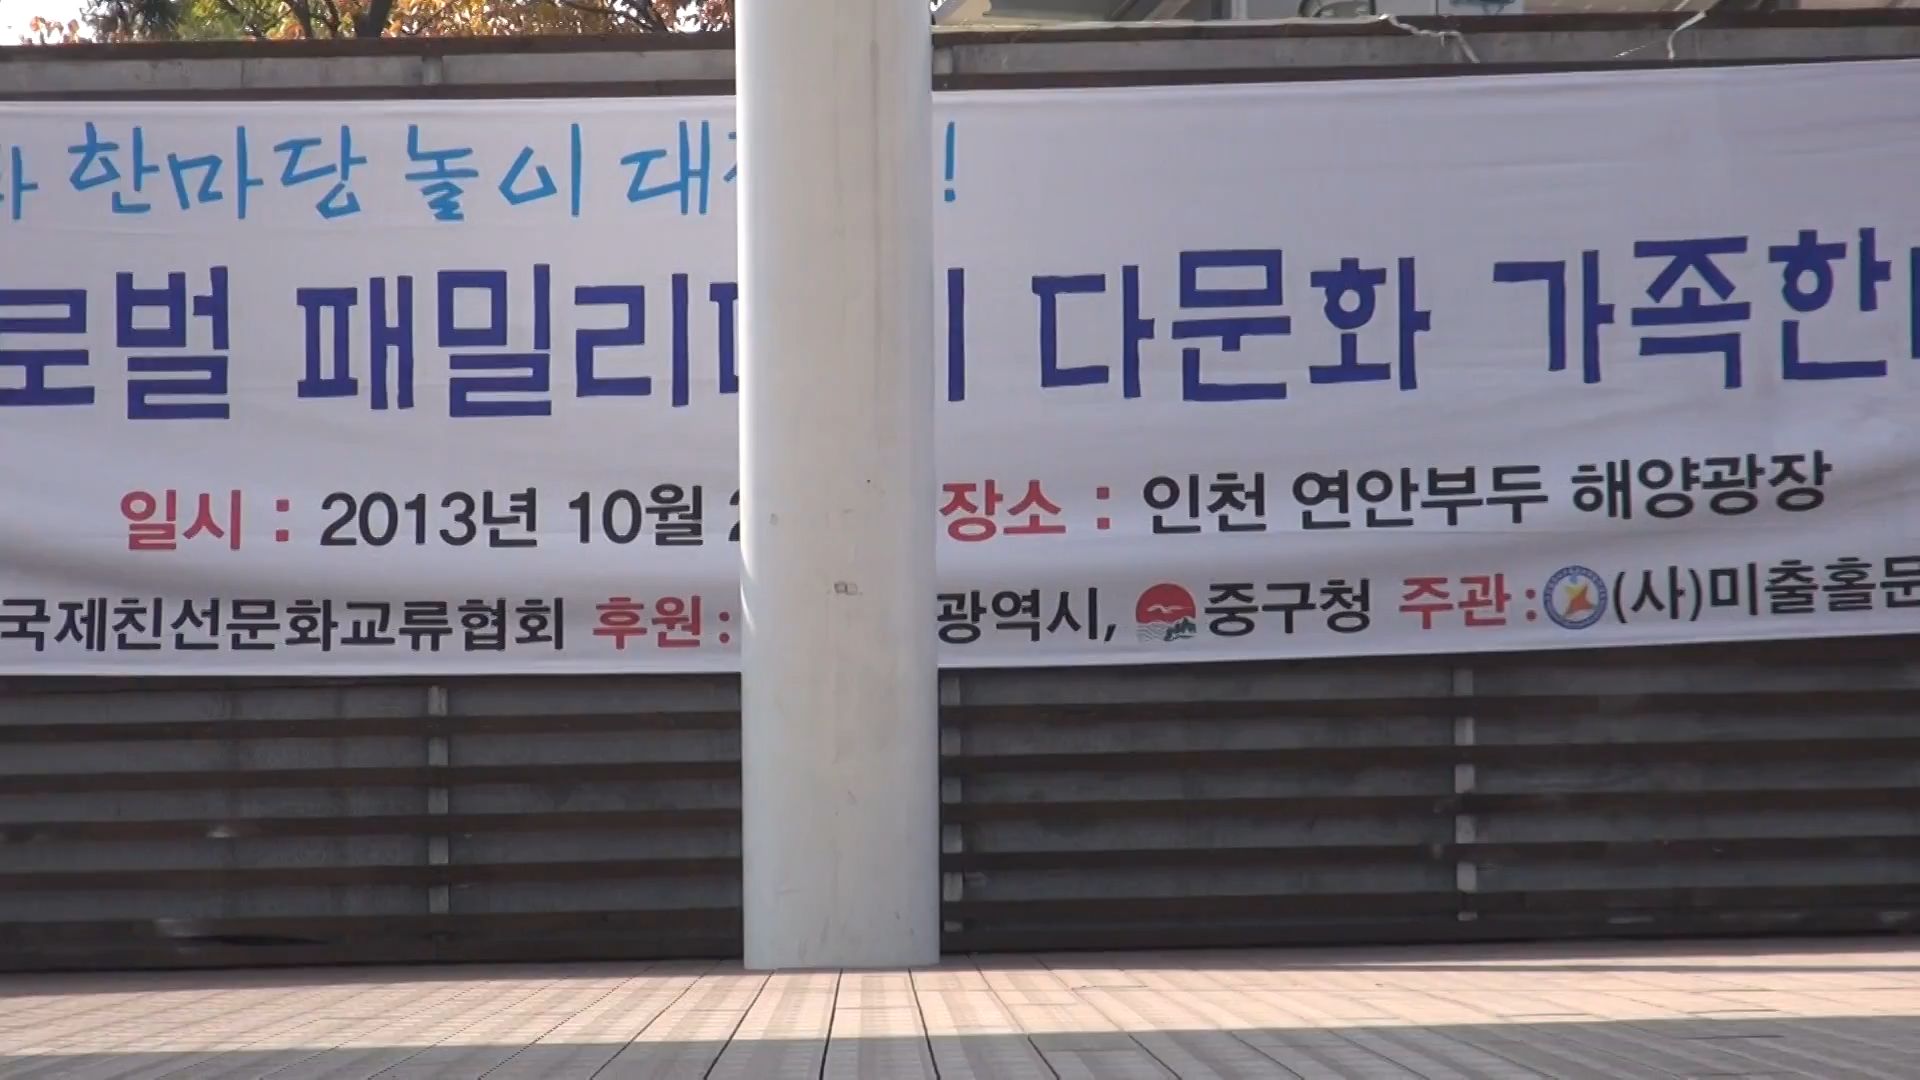 한마당 놀이 !
패밀리 다문화 가족한
일시 : 2013년 10월 장소 : 인천 연안부두 해양광장
국제친선문화교류협회 후원 : 광역시, 중구청 주관 : (사)미출홀문